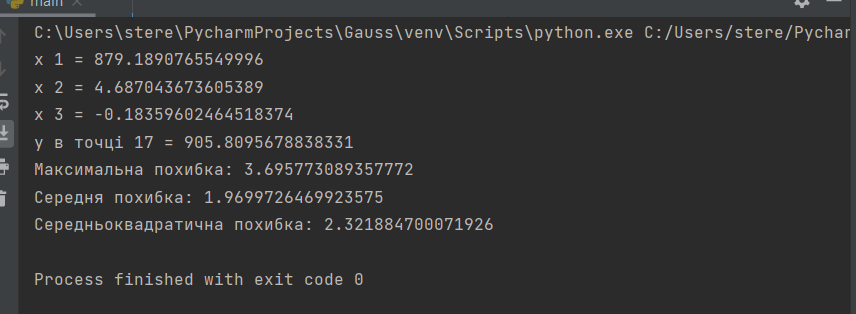 main
C:\Users\stere\PycharmProjects\Gauss\venv\Scripts\python.exe C:/Users/stere/Pychar
x 1 = 879.1890765549996
x 2 = 4.687043673605389
x 3 = -0.18359602464518374
y в точці 17 = 905.8095678838331
Максимальна похибка: 3.695773089357772
Середня похибка: 1.9699726469923575
Середньоквадратична похибка: 2.321884700071926
Process finished with exit code 0